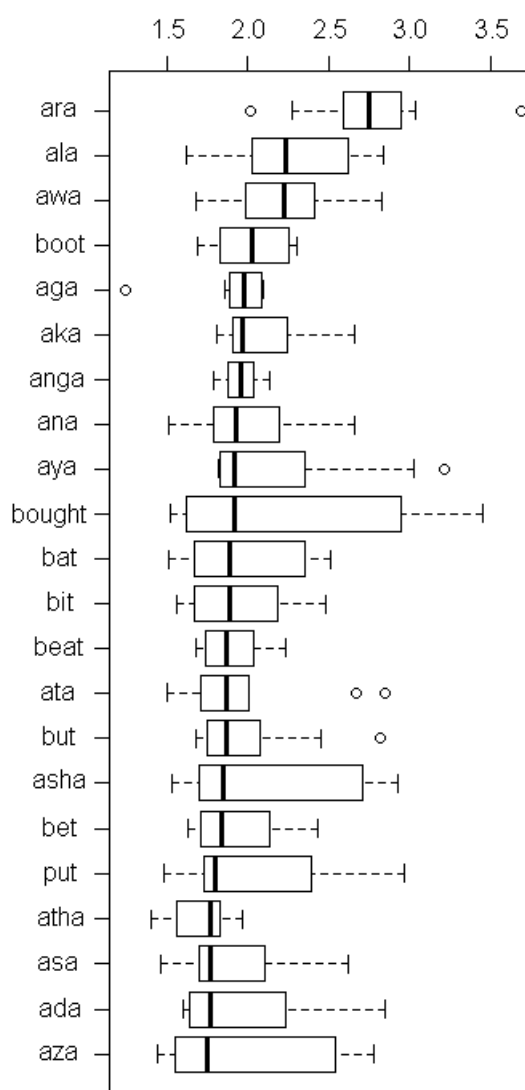 1.5 2.0 2.5 3.0 3.5
ara
ala
awa
boot
aga
aka
anga
ana
aya
bought
bat
bit
beat
ata
but
asha
bet
put
atha
asa
ada
aza